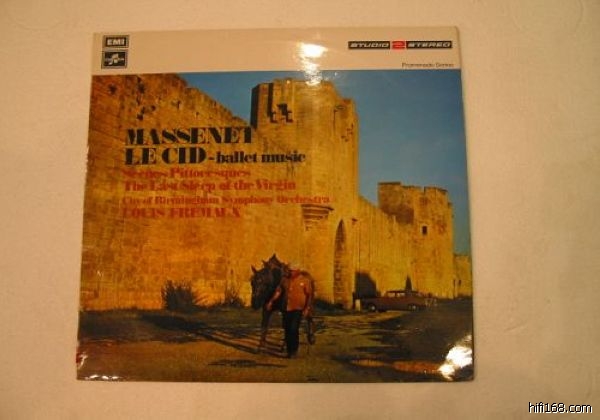 EMI
STUDIO 2 STEREO
Promenade Series
MASSENET
LE CID - ballet music
Scènes Pittoresques
The Last Sleep of the Virgin
City of Birmingham Symphony Orchestra
LOUIS FREMAUX
hifi168.com